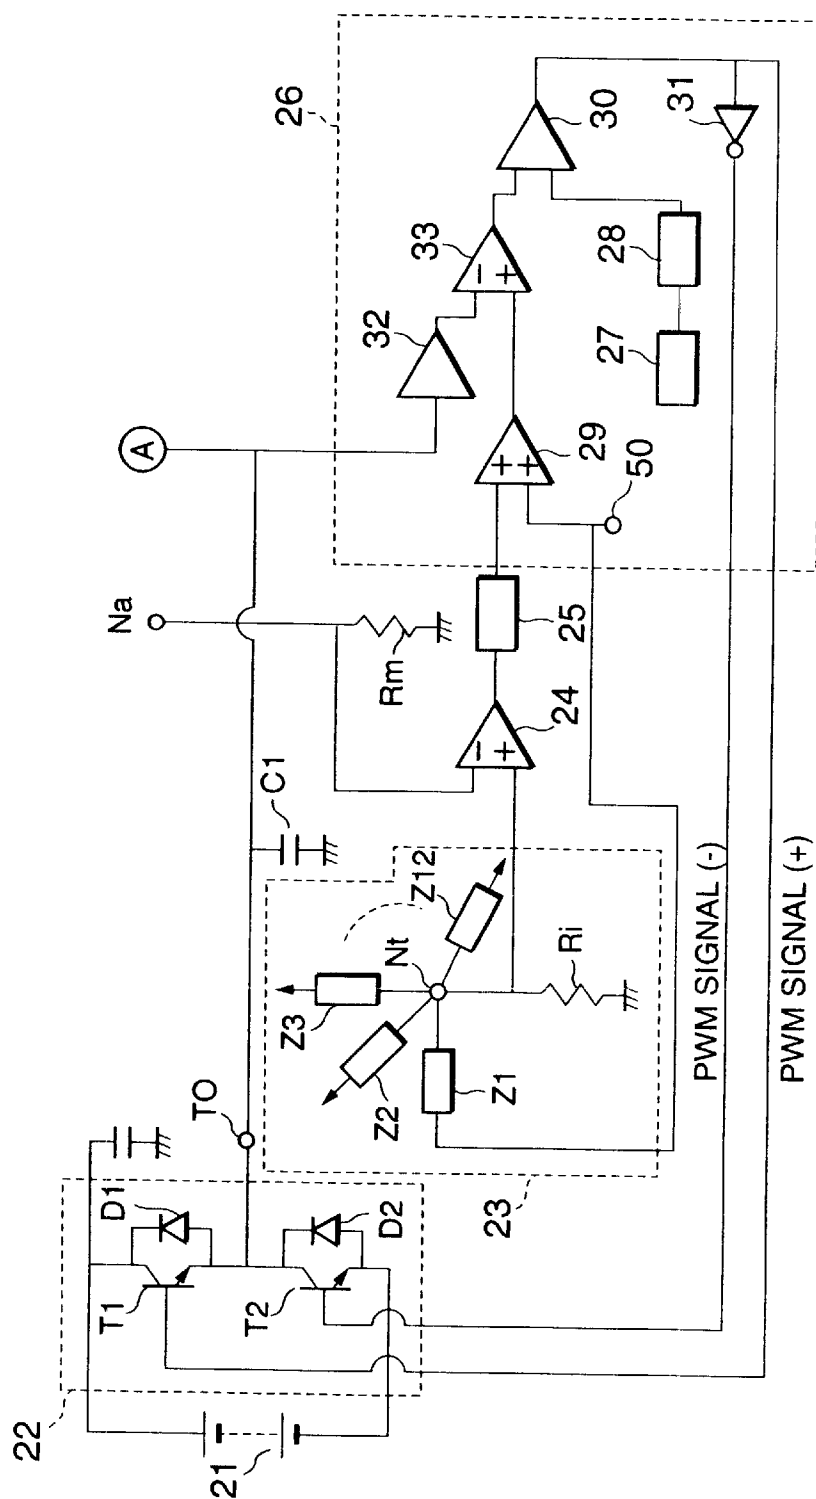 22
T1
D1
Na
A
TO
21
T2
C1
26
Z3
32
D2
Z2
Rm
Nt
Z12
33
−
+
−
+
+
+
Z1
23
Ri
24
25
29
30
27
28
50
31
PWM SIGNAL (-)
PWM SIGNAL (+)